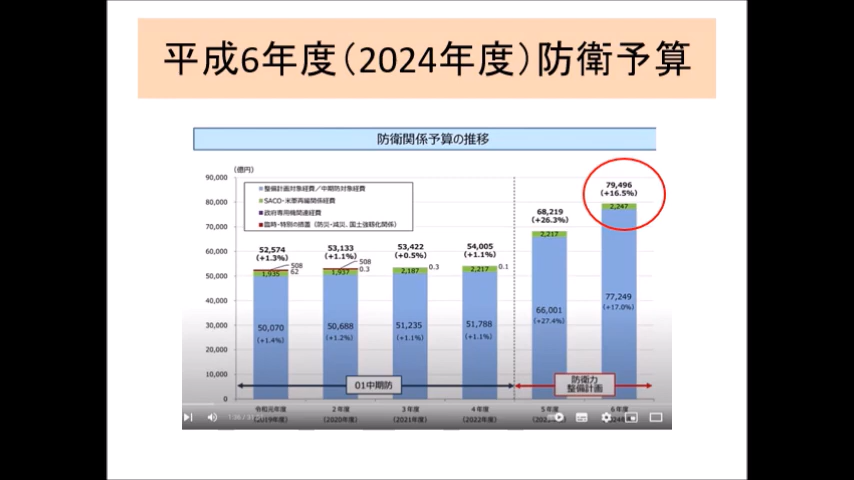 平成6年度（2024年度）防衛予算
防衛関係予算の推移
（億円）
90,000
80,000
70,000
60,000
50,000
40,000
30,000
20,000
10,000
0
整備計画対象経費／中期防対象経費
SACO・米軍再編関係経費
政府専用機関連経費
臨時・特別の措置（防災・減災、国土強靱化関係）
52,574
（+1.3%）
508
1,935
62
50,070
（+1.4%）
53,133
（+1.1%）
508
1,937
0.3
50,688
（+1.2%）
53,422
（+0.5%）
2,187
0.3
51,235
（+1.1%）
54,005
（+1.1%）
2,217
0.1
51,788
（+1.1%）
68,219
（+26.3%）
2,217
66,001
（+27.4%）
79,496
（+16.5%）
2,247
77,249
（+17.0%）
01中期防
防衛力
整備計画
令和元年度
２年度
（2020年度）
３年度
（2021年度）
４年度
（2022年度）
５年度
６年度